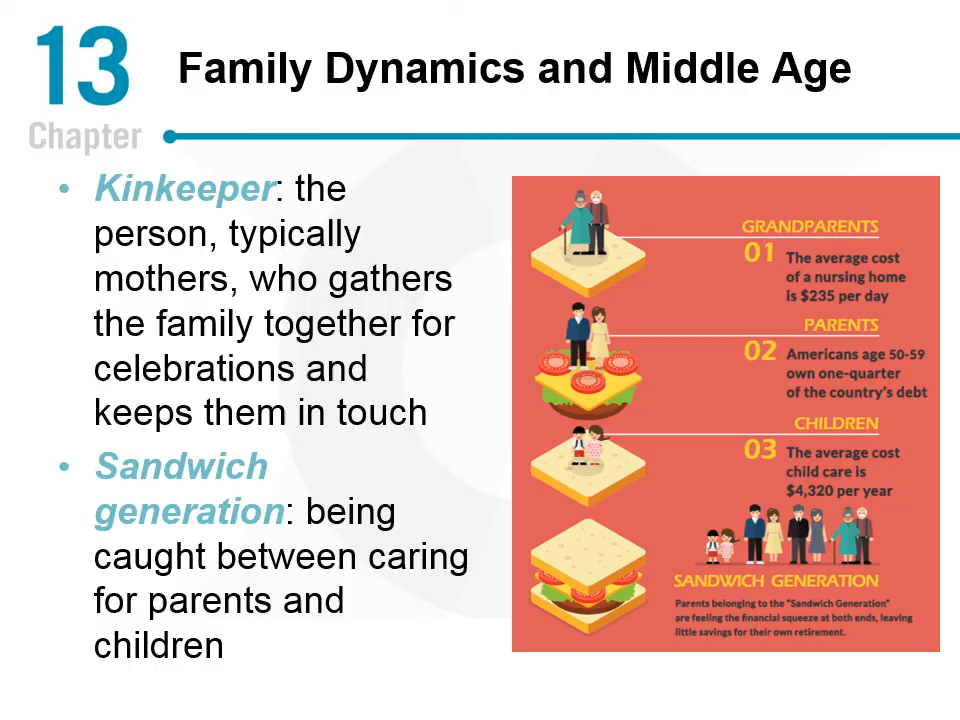 13
Chapter
Family Dynamics and Middle Age
• Kinkeeper: the
person, typically
mothers, who gathers
the family together for
celebrations and
keeps them in touch
• Sandwich
generation: being
caught between caring
for parents and
children
GRANDPARENTS
01 The average cost
of a nursing home
is $235 per day
PARENTS
02 Americans age 50-59
own one-quarter
of the country's debt
CHILDREN
03 The average cost
child care is
$4,320 per year
SANDWICH GENERATION
Parents belonging to the "Sandwich Generation"
are feeling the financial squeeze at both ends, leaving
little savings for their own retirement.